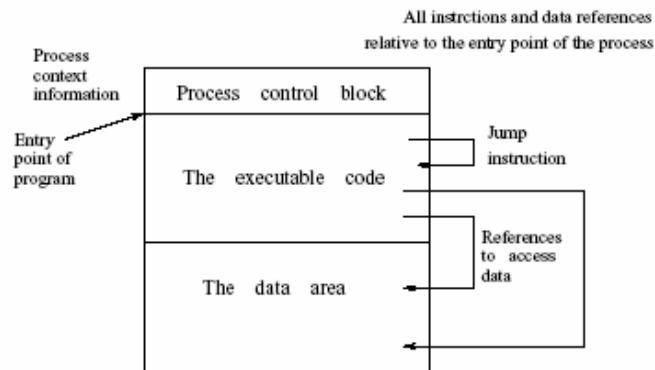 All instrctions and data references
relative to the entry point of the process
Process
context
information
Process control block
Entry
point of
program
Jump
instruction
The executable code
References
to access
data
The data area